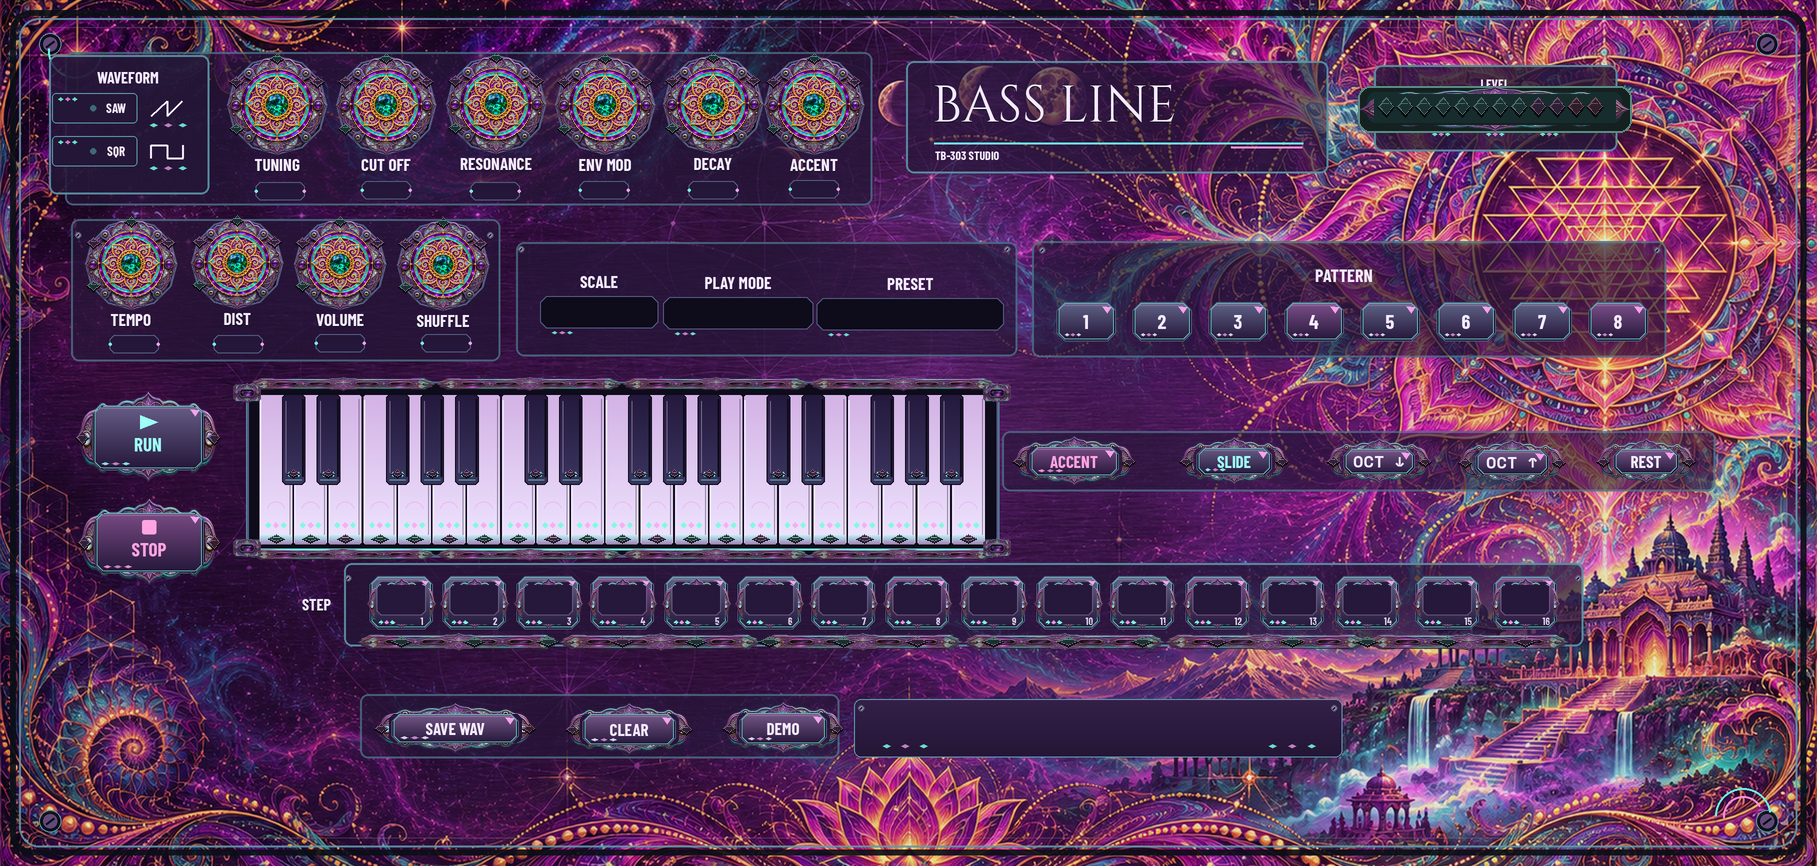 WAVEFORM
SAW
SQR
TUNING
CUT OFF
RESONANCE
ENV MOD
DECAY
ACCENT
BASS LINE
TB-303 STUDIO
LEVEL
TEMPO
DIST
VOLUME
SHUFFLE
SCALE
PLAY MODE
PRESET
PATTERN
1 2 3 4 5 6 7 8
RUN
STOP
ACCENT
SLIDE
OCT ↓
OCT ↑
REST
STEP
1 2 3 4 5 6 7 8 9 10 11 12 13 14 15 16
SAVE WAV
CLEAR
DEMO